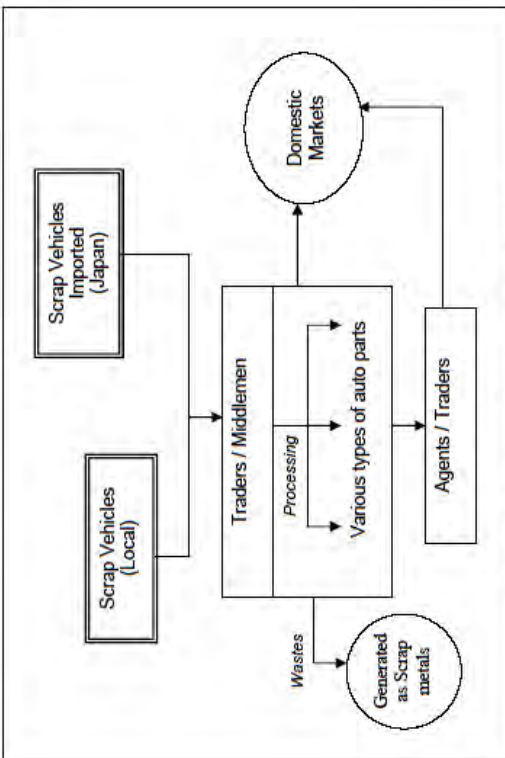 Scrap Vehicles
(Local)
Scrap Vehicles
Imported
(Japan)
Traders / Middlemen
Processing
Various types of auto parts
Wastes
Generated
as Scrap
metals
Domestic
Markets
Agents / Traders